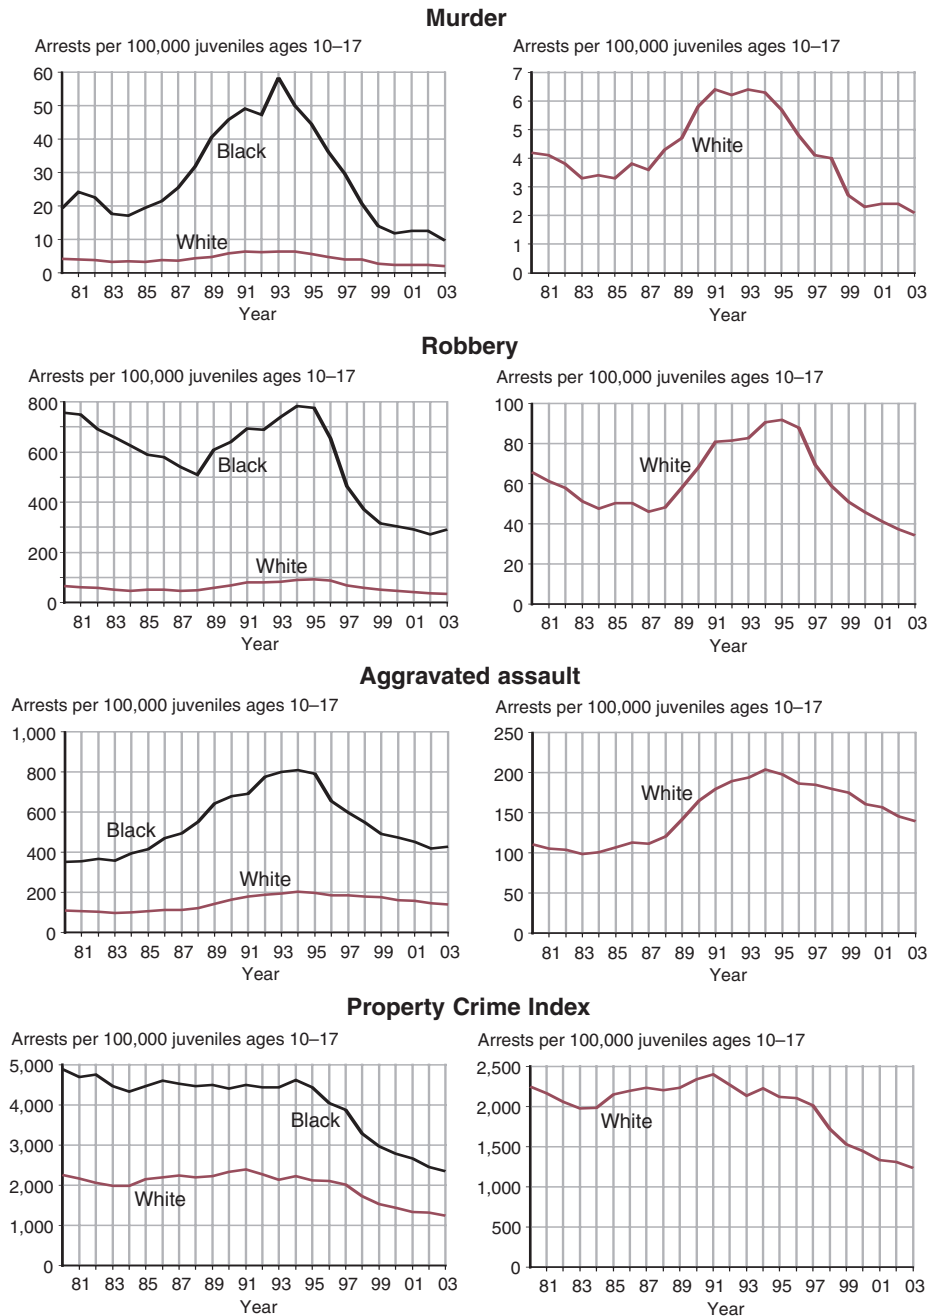 Murder
Arrests per 100,000 juveniles ages 10–17
60
50
40
30
20
10
0
Black
White
81 83 85 87 89 91 93 95 97 99 01 03
Year
Arrests per 100,000 juveniles ages 10–17
7
6
5
4
3
2
1
0
White
81 83 85 87 89 91 93 95 97 99 01 03
Year
Robbery
Arrests per 100,000 juveniles ages 10–17
800
600
400
200
0
Black
White
81 83 85 87 89 91 93 95 97 99 01 03
Year
Arrests per 100,000 juveniles ages 10–17
100
80
60
40
20
0
White
81 83 85 87 89 91 93 95 97 99 01 03
Year
Aggravated assault
Arrests per 100,000 juveniles ages 10–17
1,000
800
600
400
200
0
Black
White
81 83 85 87 89 91 93 95 97 99 01 03
Year
Arrests per 100,000 juveniles ages 10–17
250
200
150
100
50
0
White
81 83 85 87 89 91 93 95 97 99 01 03
Year
Property Crime Index
Arrests per 100,000 juveniles ages 10–17
5,000
4,000
3,000
2,000
1,000
0
Black
White
81 83 85 87 89 91 93 95 97 99 01 03
Year
Arrests per 100,000 juveniles ages 10–17
2,500
2,000
1,500
1,000
500
0
White
81 83 85 87 89 91 93 95 97 99 01 03
Year